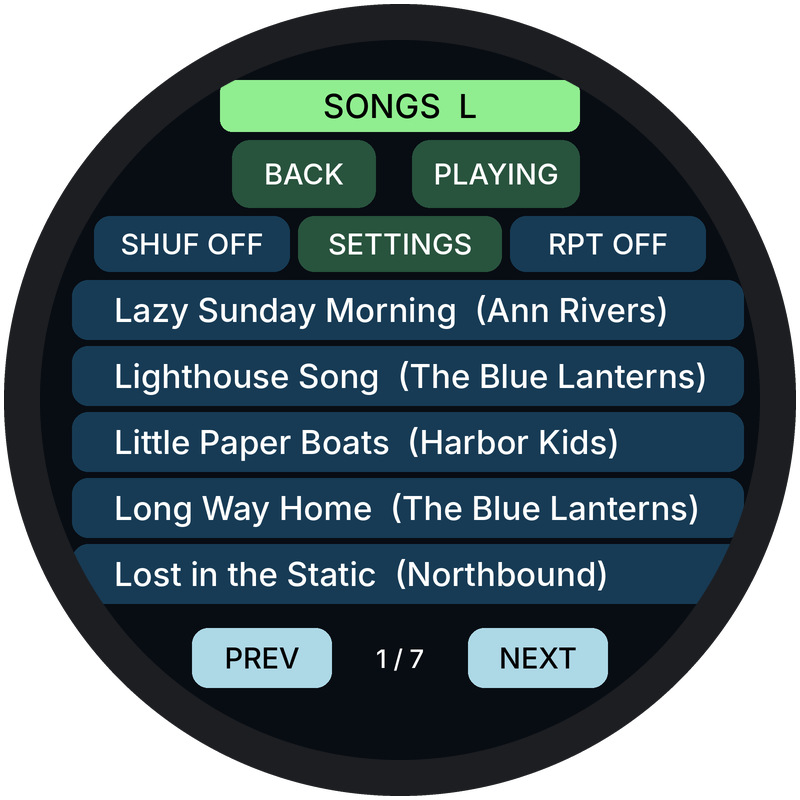 SONGS  L
BACK PLAYING
SHUF OFF SETTINGS RPT OFF
Lazy Sunday Morning  (Ann Rivers)
Lighthouse Song  (The Blue Lanterns)
Little Paper Boats  (Harbor Kids)
Long Way Home  (The Blue Lanterns)
Lost in the Static  (Northbound)
PREV 1 / 7 NEXT